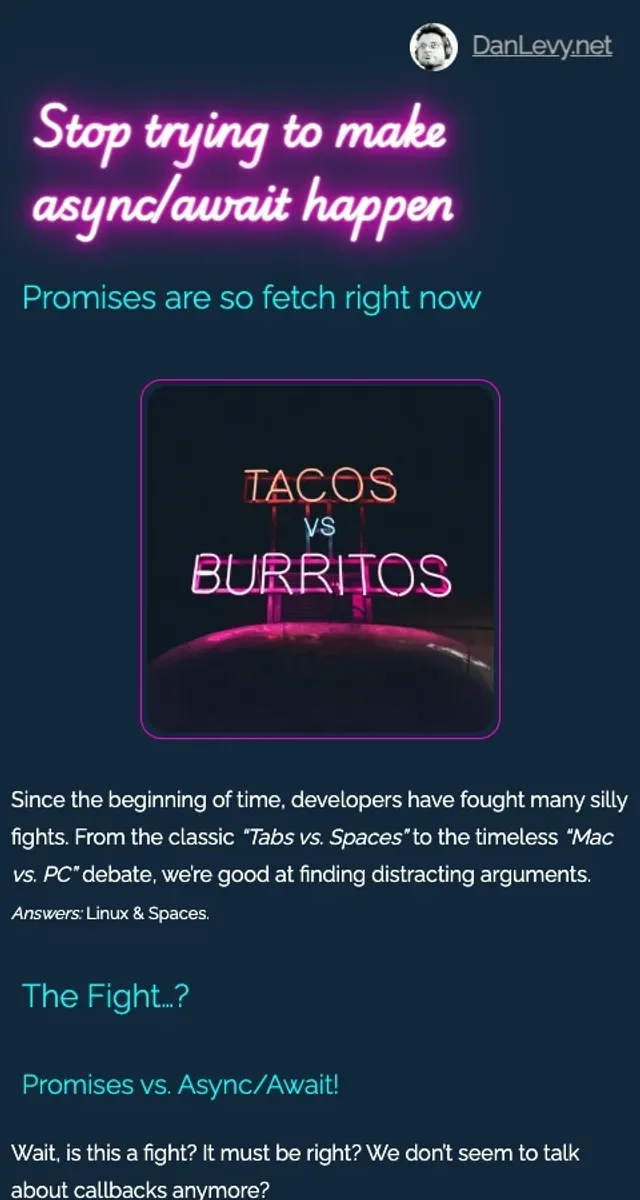 DanLevy.net
Stop trying to make
async/await happen
Promises are so fetch right now
TACOS
VS
BURRITOS
Since the beginning of time, developers have fought many silly
fights. From the classic “Tabs vs. Spaces” to the timeless “Mac
vs. PC” debate, we’re good at finding distracting arguments.
Answers: Linux & Spaces.
The Fight…?
Promises vs. Async/Await!
Wait, is this a fight? It must be right? We don’t seem to talk
about callbacks anymore?